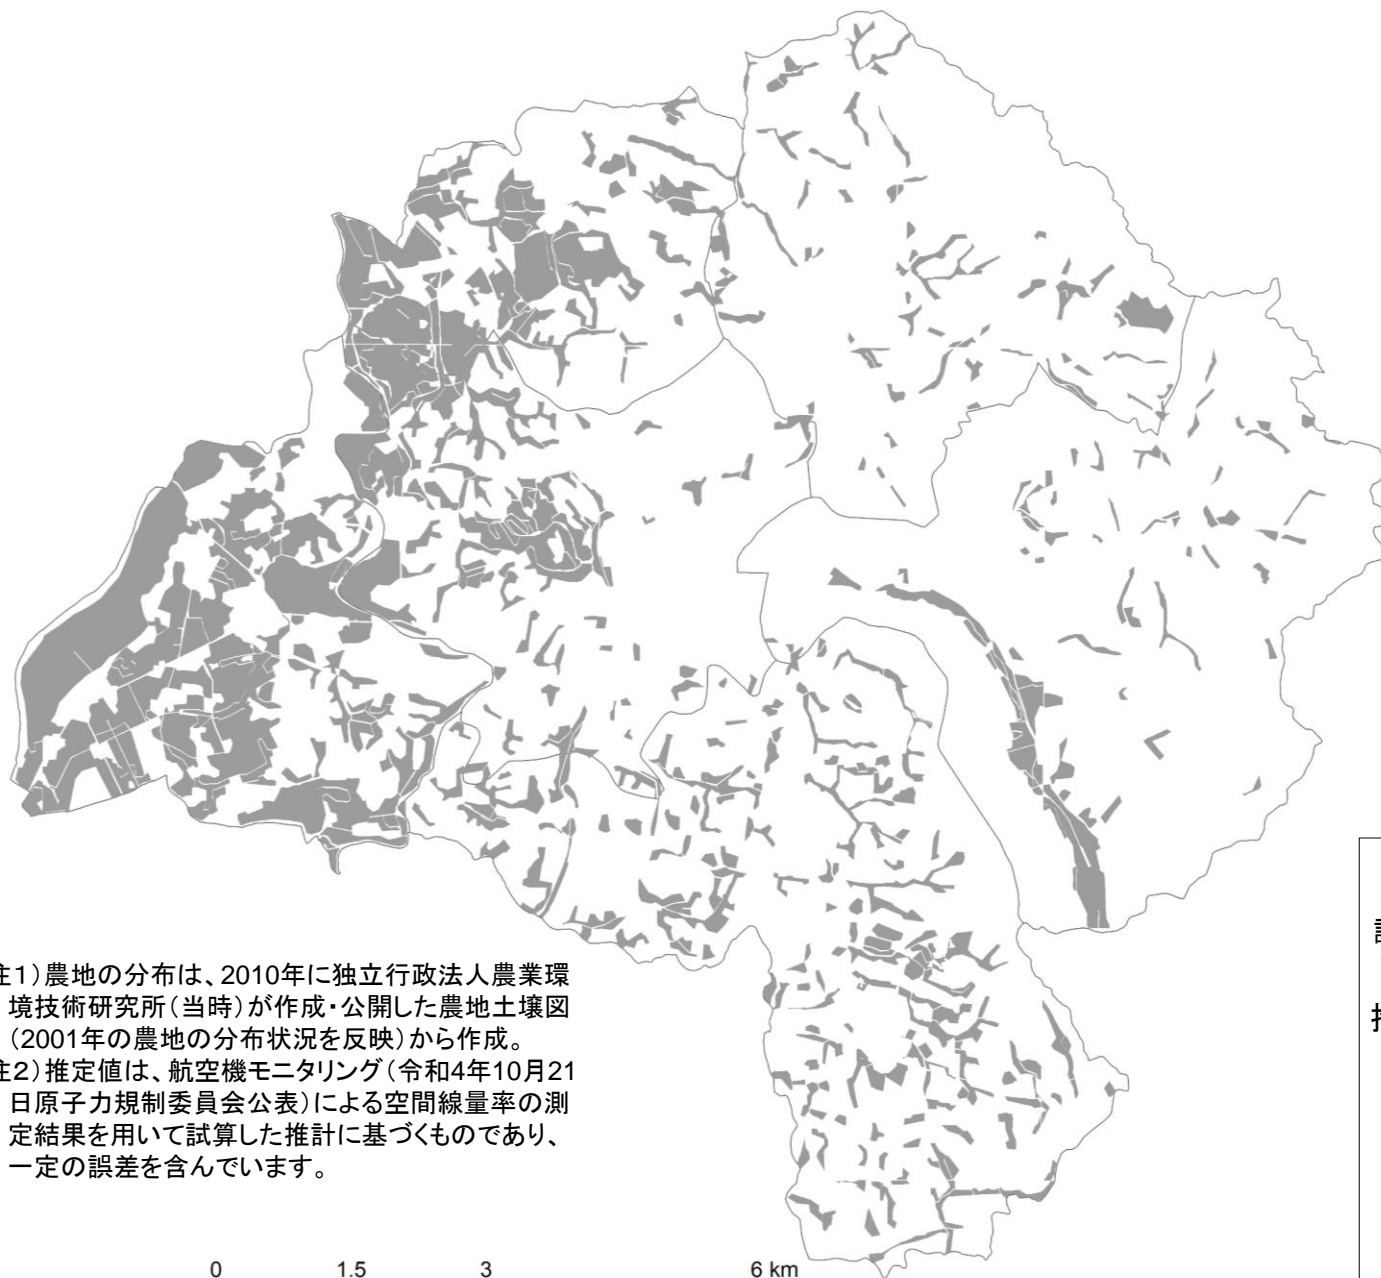 注1)農地の分布は、2010年に独立行政法人農業環
境技術研究所(当時)が作成・公開した農地土壌図
(2001年の農地の分布状況を反映)から作成。
注2)推定値は、航空機モニタリング(令和4年10月21
日原子力規制委員会公表)による空間線量率の測
定結果を用いて試算した推計に基づくものであり、
一定の誤差を含んでいます。
0 1.5 3 6 km